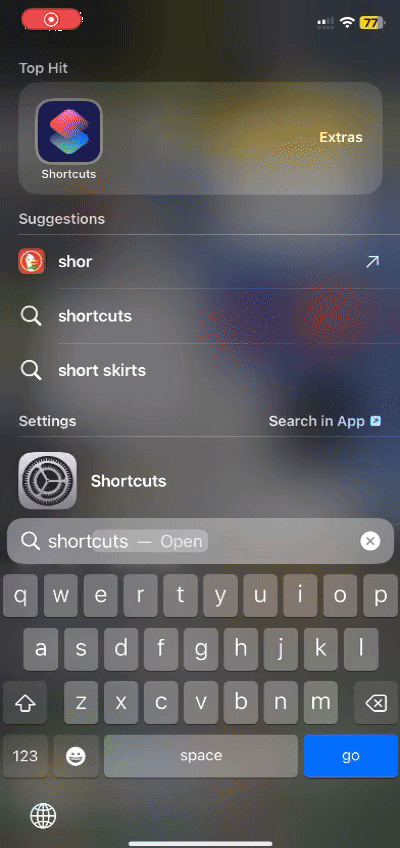 77
Top Hit
Shortcuts
Extras
Suggestions
shor
shortcuts
short skirts
Settings
Search in App
Shortcuts
shortcuts — Open
q w e r t y u i o p
a s d f g h j k l
z x c v b n m
123 space go